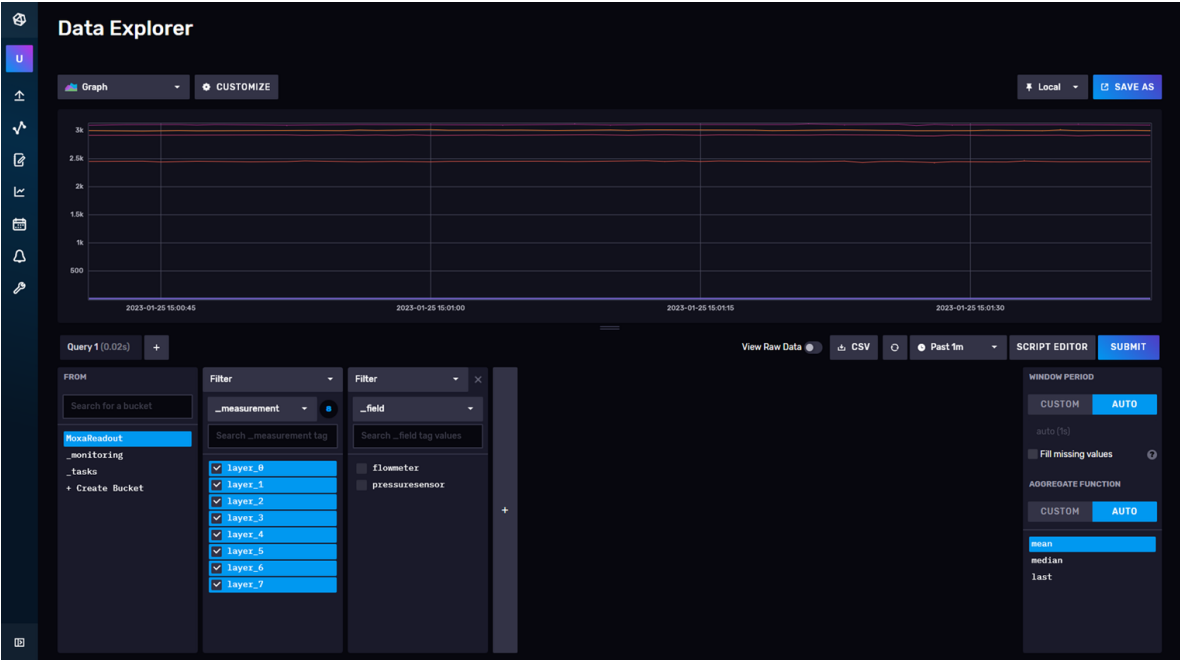 Data Explorer
U
Graph
CUSTOMIZE
Local
SAVE AS
3k
2.5k
2k
1.5k
1k
500
2023-01-25 15:00:45
2023-01-25 15:01:00
2023-01-25 15:01:15
2023-01-25 15:01:30
Query 1 (0.02s)
+
View Raw Data
CSV
Past 1m
SCRIPT EDITOR
SUBMIT
FROM
Search for a bucket
MoxaReadout
_monitoring
_tasks
+ Create Bucket
Filter
_measurement
8
Search _measurement tag
layer_0
layer_1
layer_2
layer_3
layer_4
layer_5
layer_6
layer_7
Filter
_field
Search _field tag values
flowmeter
pressuresensor
+
WINDOW PERIOD
CUSTOM
AUTO
auto (1s)
Fill missing values
?
AGGREGATE FUNCTION
CUSTOM
AUTO
mean
median
last